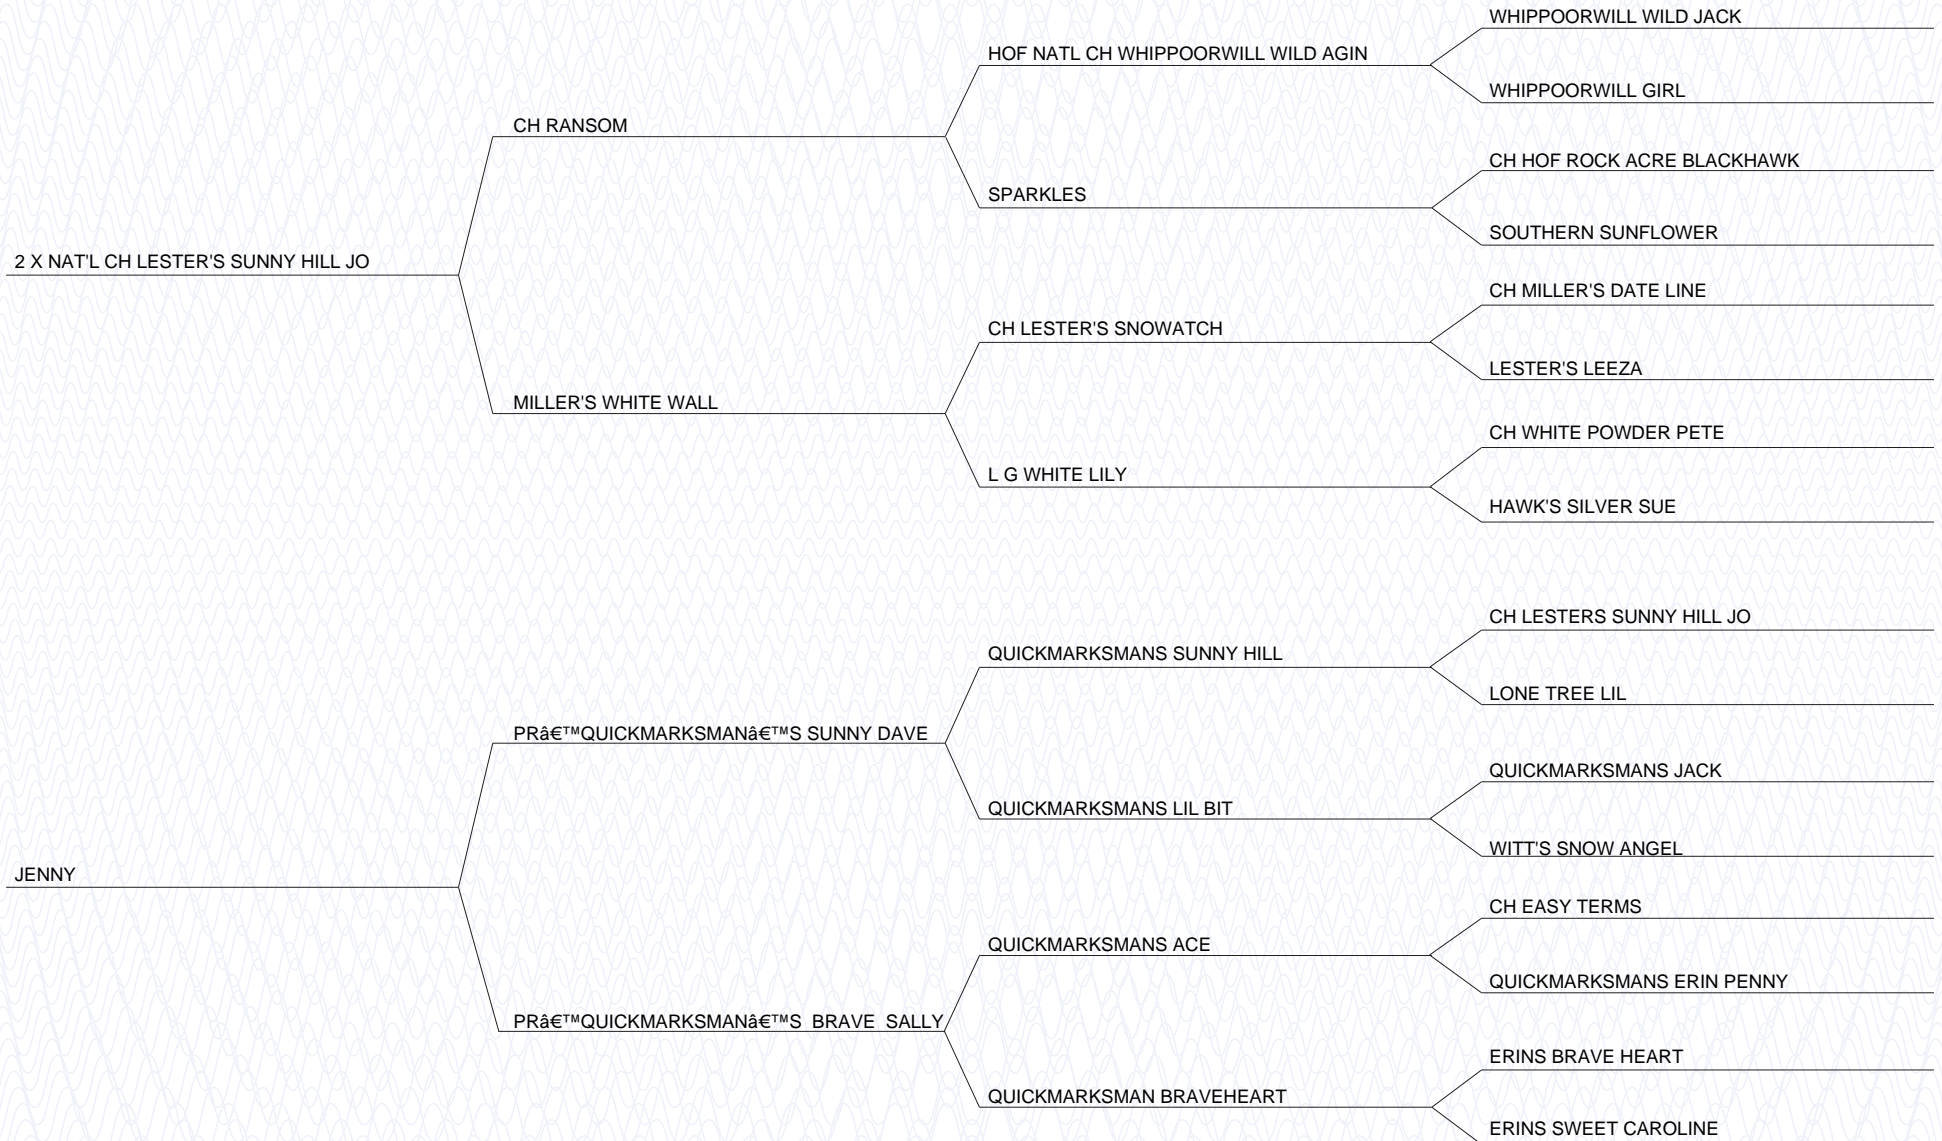 WHIPPOORWILL WILD JACK
HOF NATL CH WHIPPOORWILL WILD AGIN
WHIPPOORWILL GIRL
CH RANSOM
CH HOF ROCK ACRE BLACKHAWK
SPARKLES
SOUTHERN SUNFLOWER
2 X NAT'L CH LESTER'S SUNNY HILL JO
CH MILLER'S DATE LINE
CH LESTER'S SNOWATCH
LESTER'S LEEZA
MILLER'S WHITE WALL
CH WHITE POWDER PETE
L G WHITE LILY
HAWK'S SILVER SUE
CH LESTERS SUNNY HILL JO
QUICKMARKSMANS SUNNY HILL
LONE TREE LIL
PRâ€™QUICKMARKSMANâ€™S SUNNY DAVE
QUICKMARKSMANS JACK
QUICKMARKSMANS LIL BIT
WITT'S SNOW ANGEL
JENNY
CH EASY TERMS
QUICKMARKSMANS ACE
QUICKMARKSMANS ERIN PENNY
PRâ€™QUICKMARKSMANâ€™S BRAVE SALLY
ERINS BRAVE HEART
QUICKMARKSMAN BRAVEHEART
ERINS SWEET CAROLINE